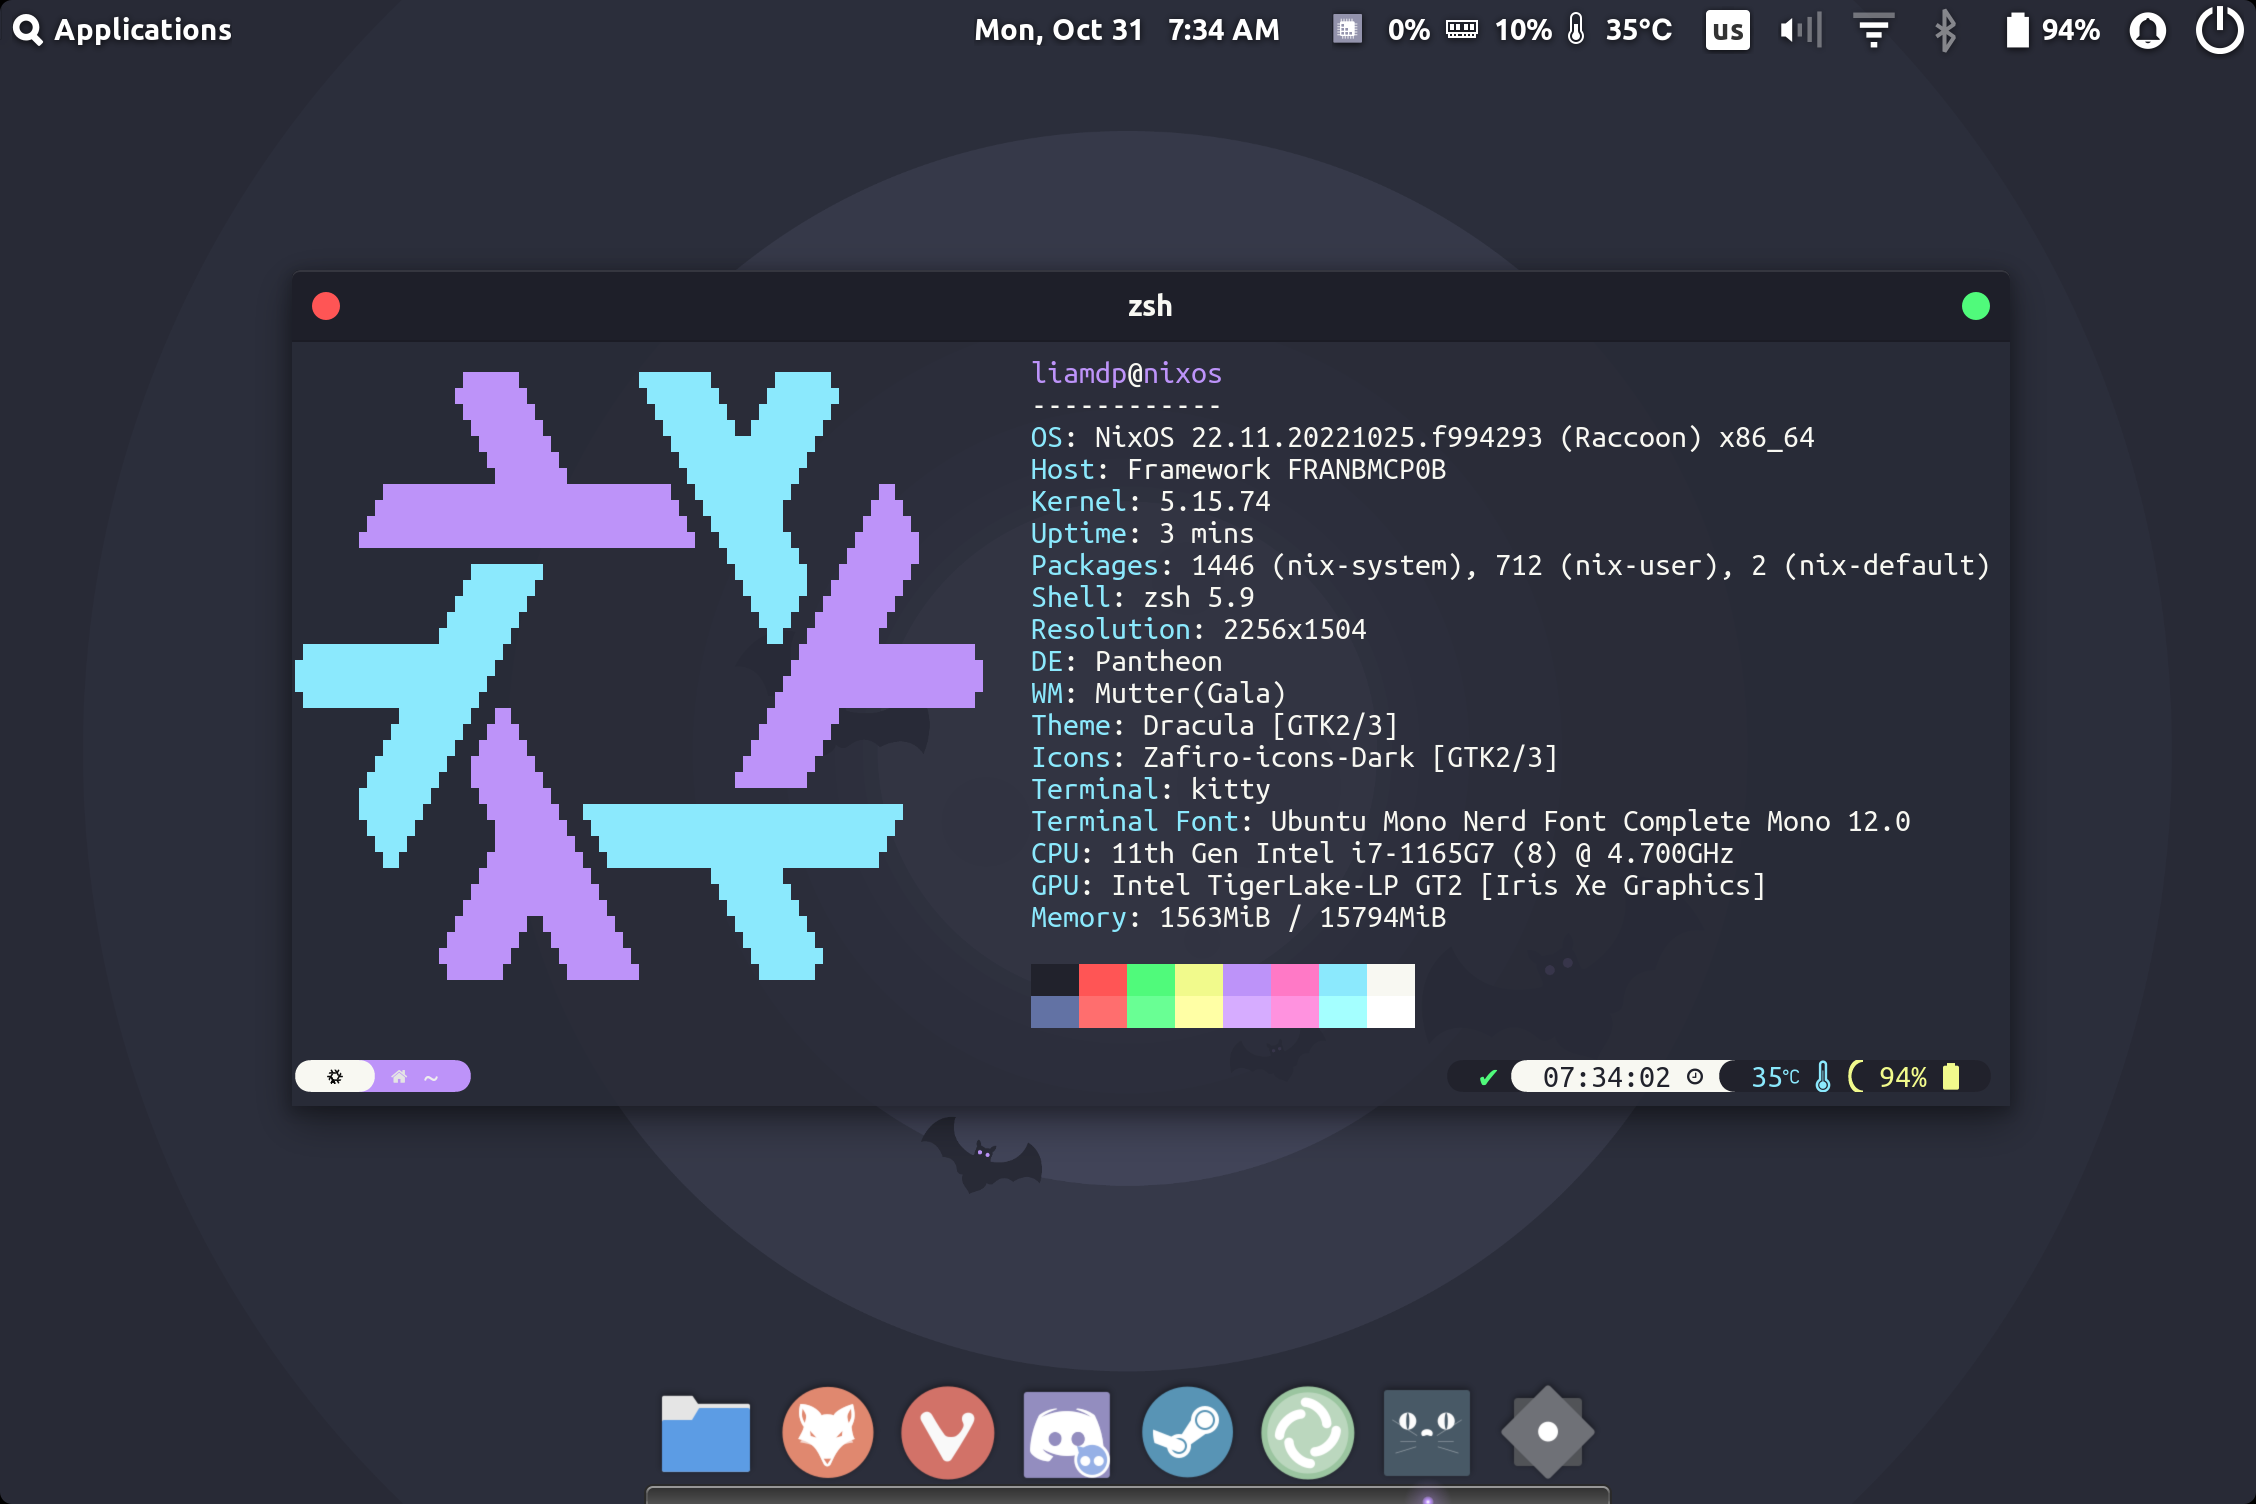 Applications
Mon, Oct 31 7:34 AM
0% 10% 35°C us 94%
zsh
liamdp@nixos
------------
OS: NixOS 22.11.20221025.f994293 (Raccoon) x86_64
Host: Framework FRANBMCP0B
Kernel: 5.15.74
Uptime: 3 mins
Packages: 1446 (nix-system), 712 (nix-user), 2 (nix-default)
Shell: zsh 5.9
Resolution: 2256x1504
DE: Pantheon
WM: Mutter(Gala)
Theme: Dracula [GTK2/3]
Icons: Zafiro-icons-Dark [GTK2/3]
Terminal: kitty
Terminal Font: Ubuntu Mono Nerd Font Complete Mono 12.0
CPU: 11th Gen Intel i7-1165G7 (8) @ 4.700GHz
GPU: Intel TigerLake-LP GT2 [Iris Xe Graphics]
Memory: 1563MiB / 15794MiB
~ ✔ 07:34:02 35°C 94%